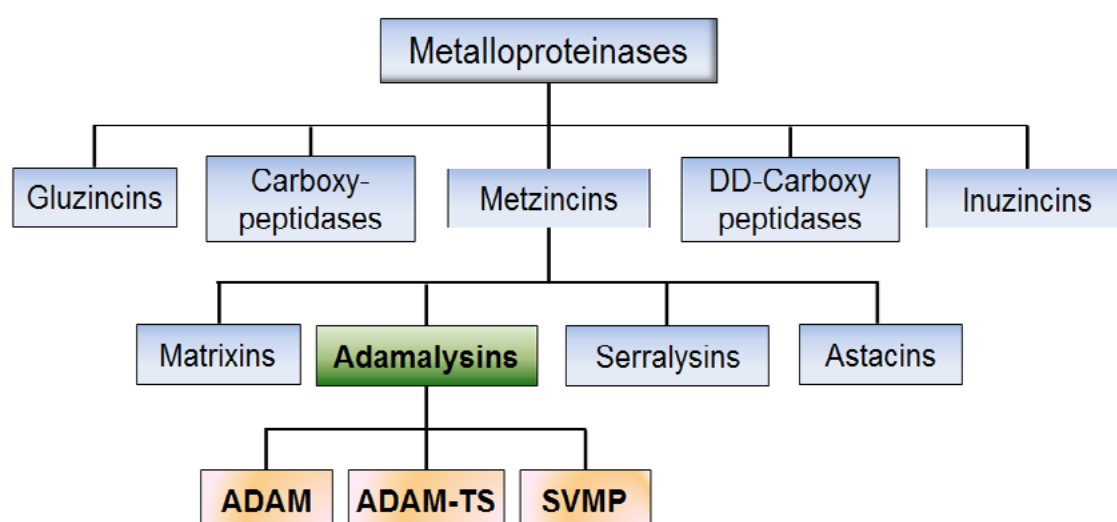 Metalloproteinases
Gluzincins
Carboxy-
peptidases
Metzincins
DD-Carboxy
peptidases
Inuzincins
Matrixins
Adamalysins
Serralysins
Astacins
ADAM
ADAM-TS
SVMP